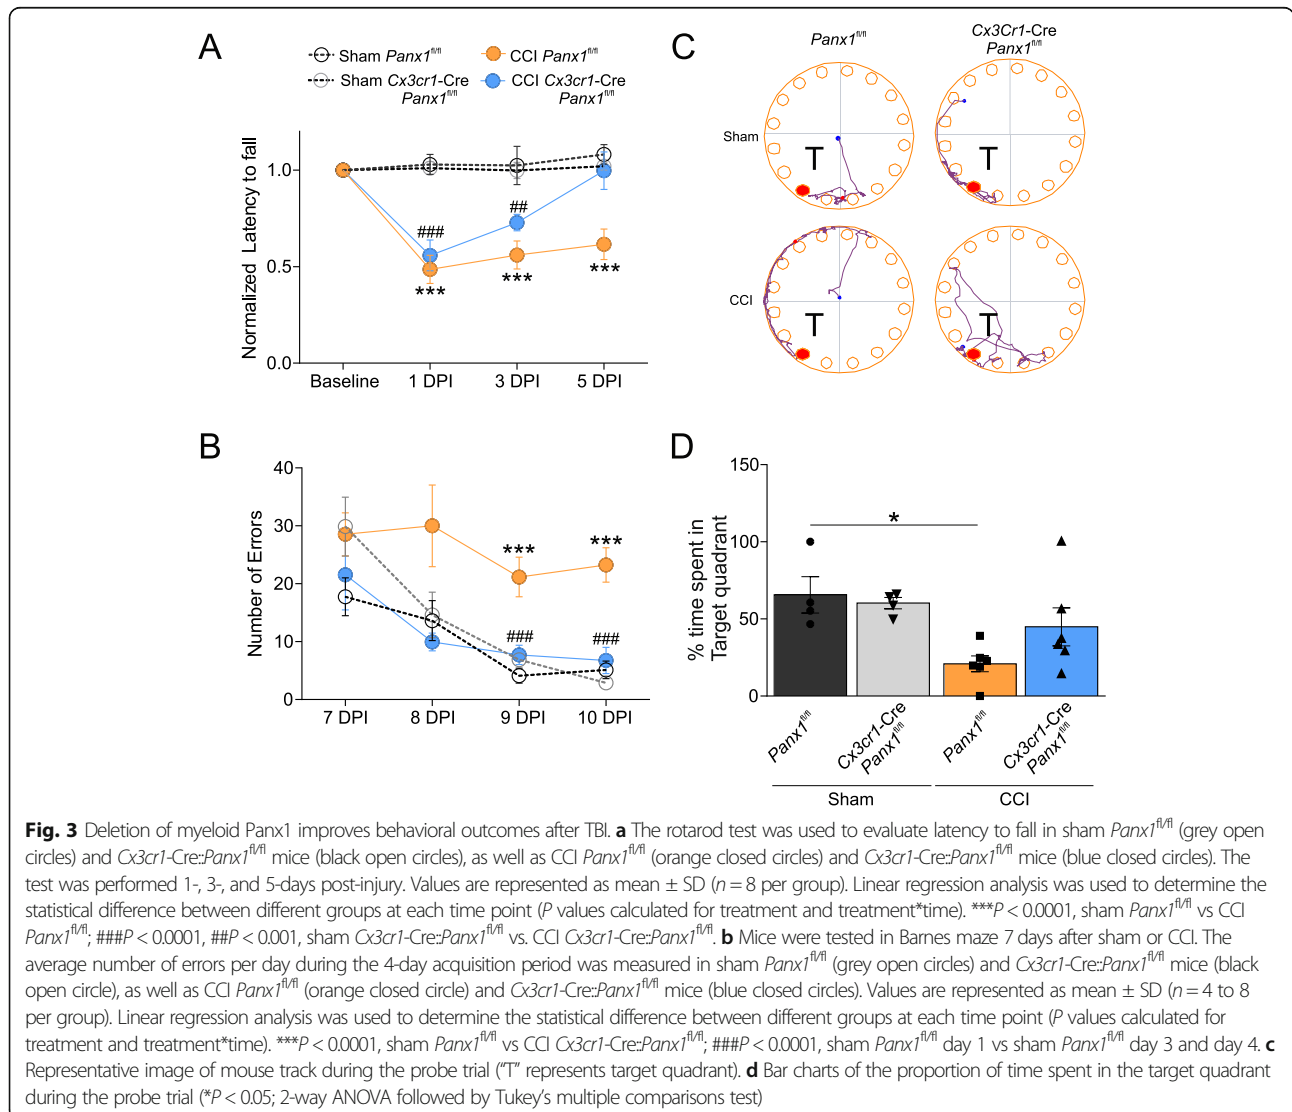 A
Sham Panx1fl/fl
CCI Panx1fl/fl
Sham Cx3cr1-Cre
Panx1fl/fl
CCI Cx3cr1-Cre
Panx1fl/fl
Normalized Latency to fall
1.0
0.5
0.0
###
##
***
***
***
Baseline
1 DPI
3 DPI
5 DPI
C
Panx1fl/fl
Cx3Cr1-Cre
Panx1fl/fl
Sham
T
T
CCI
T
T
B
Number of Errors
40
30
20
10
0
***
***
###
###
7 DPI
8 DPI
9 DPI
10 DPI
D
% time spent in
Target quadrant
150
100
50
0
*
Panx1fl/fl
Cx3cr1-Cre
Panx1fl/fl
Panx1fl/fl
Cx3cr1-Cre
Panx1fl/fl
Sham
CCI
Fig. 3 Deletion of myeloid Panx1 improves behavioral outcomes after TBI. a The rotarod test was used to evaluate latency to fall in sham Panx1fl/fl (grey open
circles) and Cx3cr1-Cre::Panx1fl/fl mice (black open circles), as well as CCI Panx1fl/fl (orange closed circles) and Cx3cr1-Cre::Panx1fl/fl mice (blue closed circles). The
test was performed 1-, 3-, and 5-days post-injury. Values are represented as mean ± SD (n = 8 per group). Linear regression analysis was used to determine the
statistical difference between different groups at each time point (P values calculated for treatment and treatment*time). ***P < 0.0001, sham Panx1fl/fl vs CCI
Panx1fl/fl; ###P < 0.0001, ##P < 0.001, sham Cx3cr1-Cre::Panx1fl/fl vs. CCI Cx3cr1-Cre::Panx1fl/fl. b Mice were tested in Barnes maze 7 days after sham or CCI. The
average number of errors per day during the 4-day acquisition period was measured in sham Panx1fl/fl (grey open circles) and Cx3cr1-Cre::Panx1fl/fl mice (black
open circle), as well as CCI Panx1fl/fl (orange closed circle) and Cx3cr1-Cre::Panx1fl/fl mice (blue closed circles). Values are represented as mean ± SD (n = 4 to 8
per group). Linear regression analysis was used to determine the statistical difference between different groups at each time point (P values calculated for
treatment and treatment*time). ***P < 0.0001, sham Panx1fl/fl vs CCI Cx3cr1-Cre::Panx1fl/fl; ###P < 0.0001, sham Panx1fl/fl day 1 vs sham Panx1fl/fl day 3 and day 4. c
Representative image of mouse track during the probe trial (“T” represents target quadrant). d Bar charts of the proportion of time spent in the target quadrant
during the probe trial (*P < 0.05; 2-way ANOVA followed by Tukey’s multiple comparisons test)